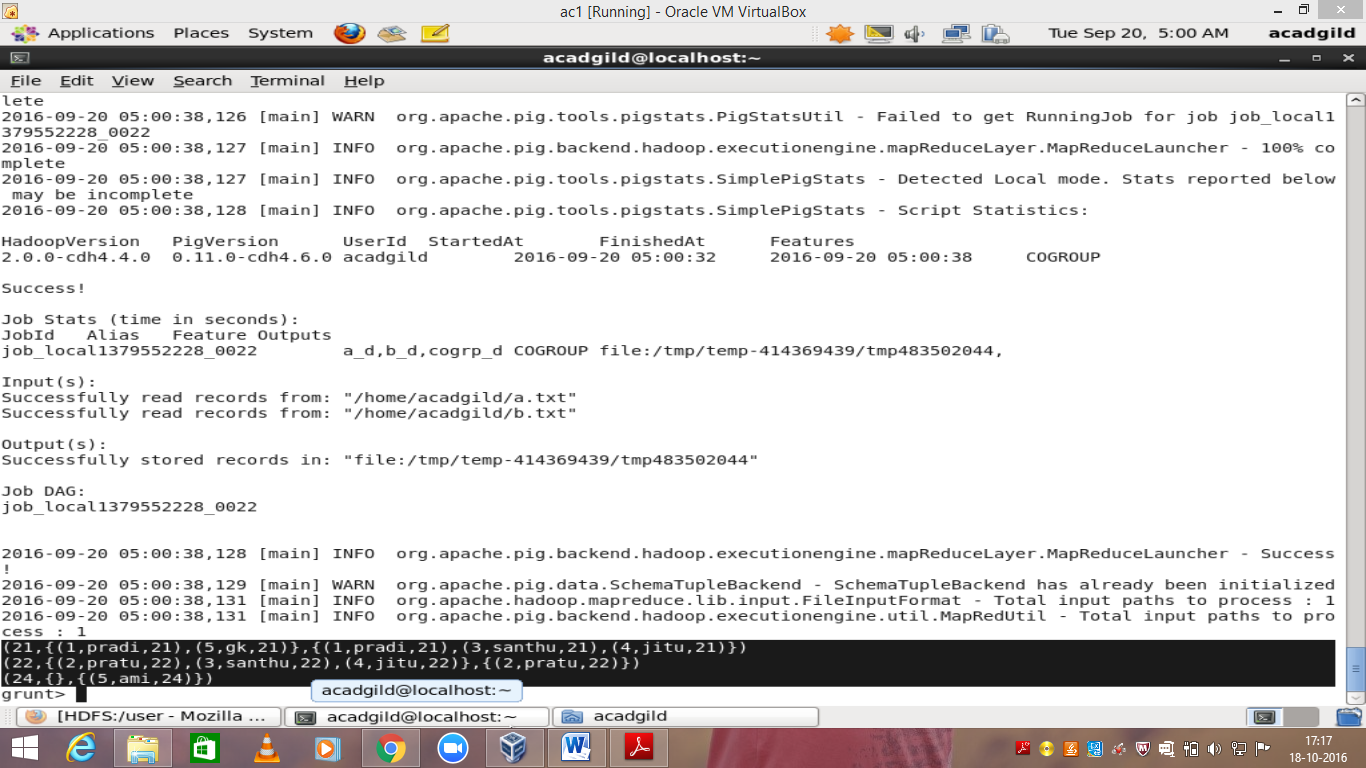 ac1 [Running] - Oracle VM VirtualBox
Applications Places System Tue Sep 20, 5:00 AM acadgild
acadgild@localhost:~
File Edit View Search Terminal Help
lete
2016-09-20 05:00:38,126 [main] WARN  org.apache.pig.tools.pigstats.PigStatsUtil - Failed to get RunningJob for job job_local1
379552228_0022
2016-09-20 05:00:38,127 [main] INFO  org.apache.pig.backend.hadoop.executionengine.mapReduceLayer.MapReduceLauncher - 100% co
mplete
2016-09-20 05:00:38,127 [main] INFO  org.apache.pig.tools.pigstats.SimplePigStats - Detected Local mode. Stats reported below
 may be incomplete
2016-09-20 05:00:38,128 [main] INFO  org.apache.pig.tools.pigstats.SimplePigStats - Script Statistics:
HadoopVersion PigVersion UserId StartedAt FinishedAt Features
2.0.0-cdh4.4.0 0.11.0-cdh4.6.0 acadgild 2016-09-20 05:00:32 2016-09-20 05:00:38 COGROUP
Success!
Job Stats (time in seconds):
JobId Alias Feature Outputs
job_local1379552228_0022 a_d,b_d,cogrp_d COGROUP file:/tmp/temp-414369439/tmp483502044,
Input(s):
Successfully read records from: "/home/acadgild/a.txt"
Successfully read records from: "/home/acadgild/b.txt"
Output(s):
Successfully stored records in: "file:/tmp/temp-414369439/tmp483502044"
Job DAG:
job_local1379552228_0022
2016-09-20 05:00:38,128 [main] INFO  org.apache.pig.backend.hadoop.executionengine.mapReduceLayer.MapReduceLauncher - Success
!
2016-09-20 05:00:38,129 [main] WARN  org.apache.pig.data.SchemaTupleBackend - SchemaTupleBackend has already been initialized
2016-09-20 05:00:38,131 [main] INFO  org.apache.hadoop.mapreduce.lib.input.FileInputFormat - Total input paths to process : 1
2016-09-20 05:00:38,131 [main] INFO  org.apache.pig.backend.hadoop.executionengine.util.MapRedUtil - Total input paths to pro
cess : 1
(21,{(1,pradi,21),(5,gk,21)},{(1,pradi,21),(3,santhu,21),(4,jitu,21)})
(22,{(2,pratu,22),(3,santhu,22),(4,jitu,22)},{(2,pratu,22)})
(24,{},{(5,ami,24)})
grunt>
acadgild@localhost:~
[HDFS:/user - Mozilla ... acadgild@localhost:~ acadgild
17:17
18-10-2016